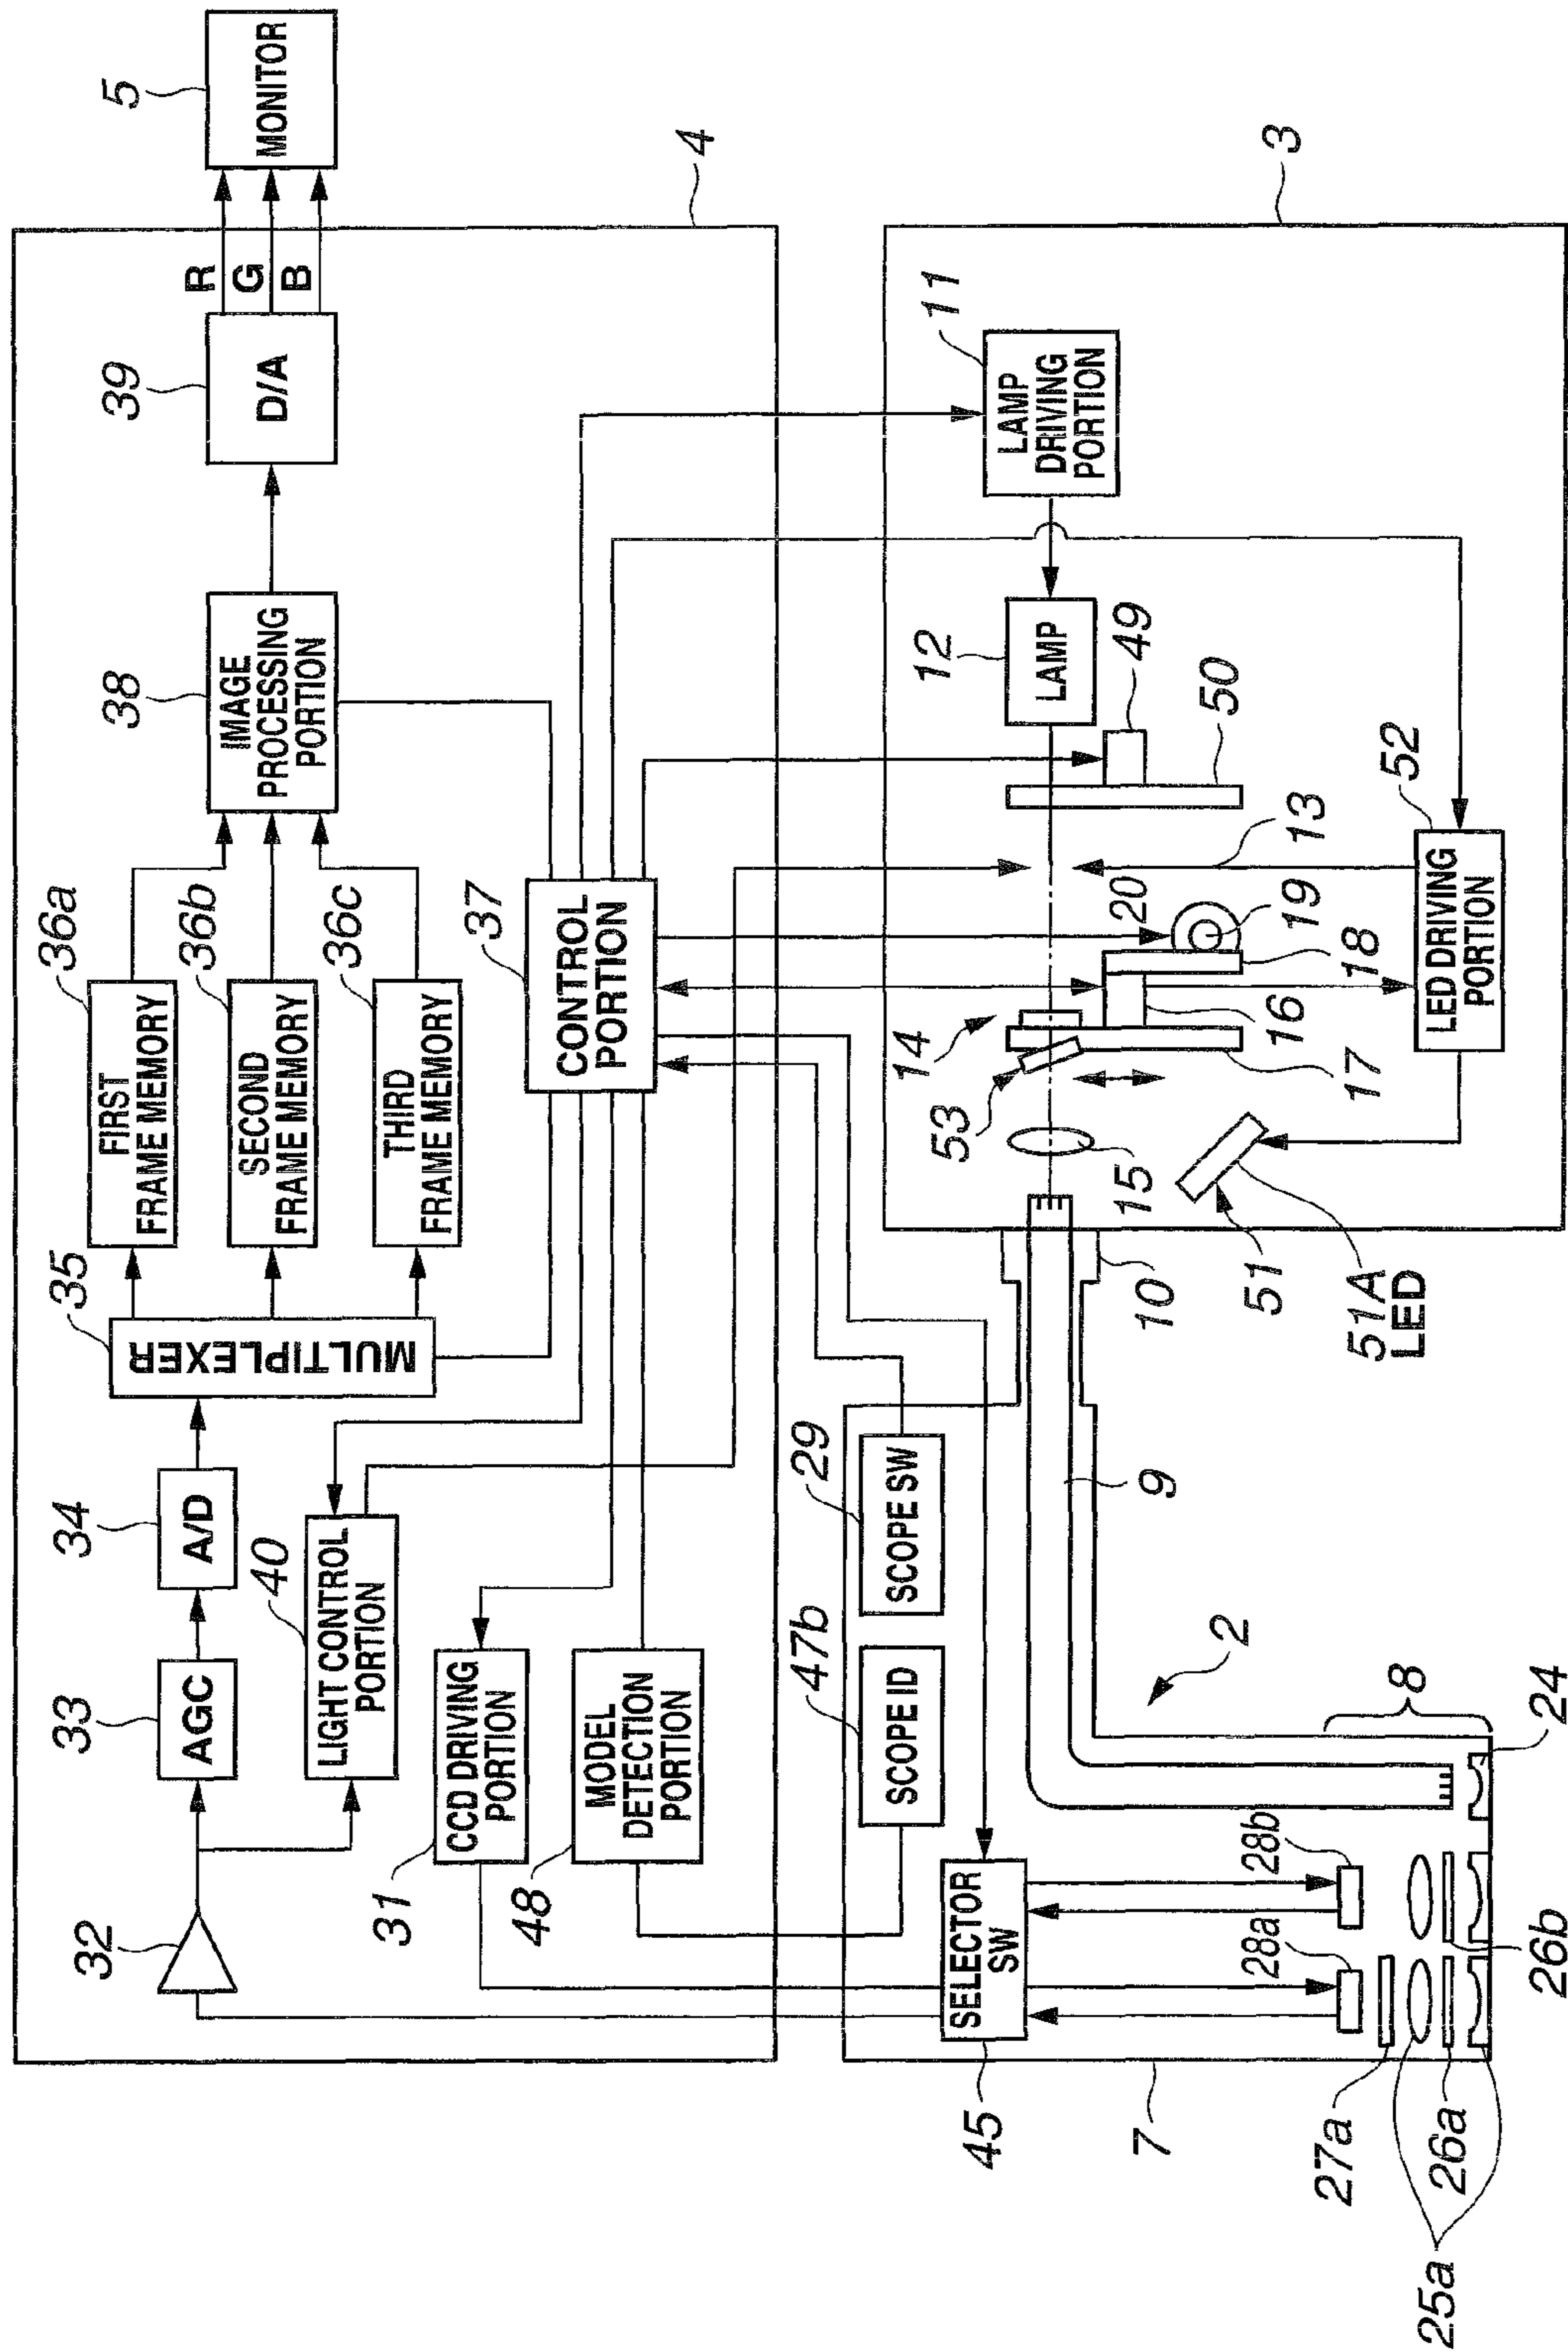 5
MONITOR
4
R
G
B
39
D/A
38
IMAGE
PROCESSING
PORTION
36a
FIRST
FRAME MEMORY
36b
SECOND
FRAME MEMORY
36c
THIRD
FRAME MEMORY
35
MULTIPLEXER
34
A/D
33
AGC
32
40
LIGHT CONTROL
PORTION
37
CONTROL
PORTION
31
CCD DRIVING
PORTION
48
MODEL
DETECTION
PORTION
3
11
LAMP
DRIVING
PORTION
12
LAMP
49
50
13
20
19
18
14
16
17
53
15
52
LED DRIVING
PORTION
51
51A
LED
10
9
29
SCOPE SW
47b
SCOPE ID
45
SELECTOR
SW
2
7
8
24
28b
28a
27a
26b
26a
25a